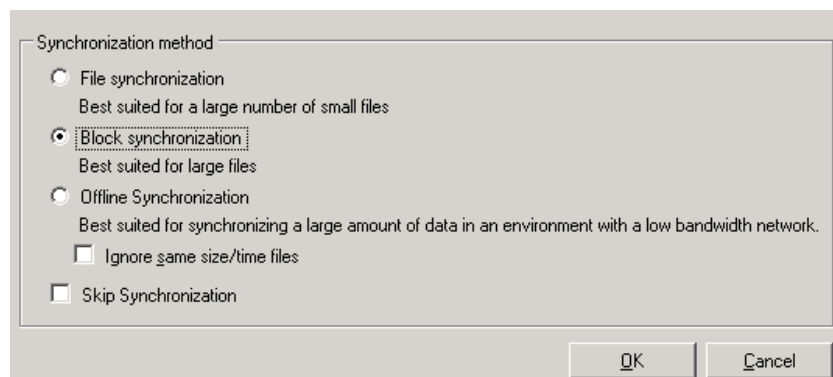 Synchronization method
File synchronization
Best suited for a large number of small files
Block synchronization
Best suited for large files
Offline Synchronization
Best suited for synchronizing a large amount of data in an environment with a low bandwidth network.
Ignore same size/time files
Skip Synchronization
OK Cancel